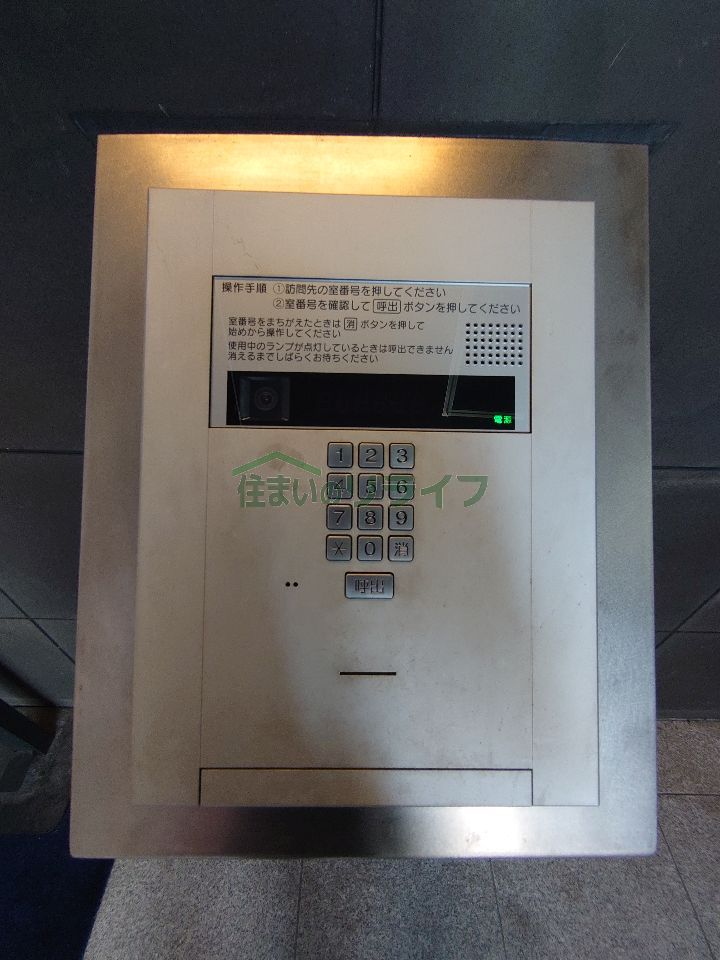 操作手順 ①訪問先の室番号を押してください
②室番号を確認して 呼出 ボタンを押してください
室番号をまちがえたときは 消 ボタンを押して
始めから操作してください
使用中のランプが点灯しているときは呼出できません
消えるまでしばらくお待ちください
電源
1 2 3
4 5 6
住まいのリライフ
7 8 9
＊ 0 消
呼出